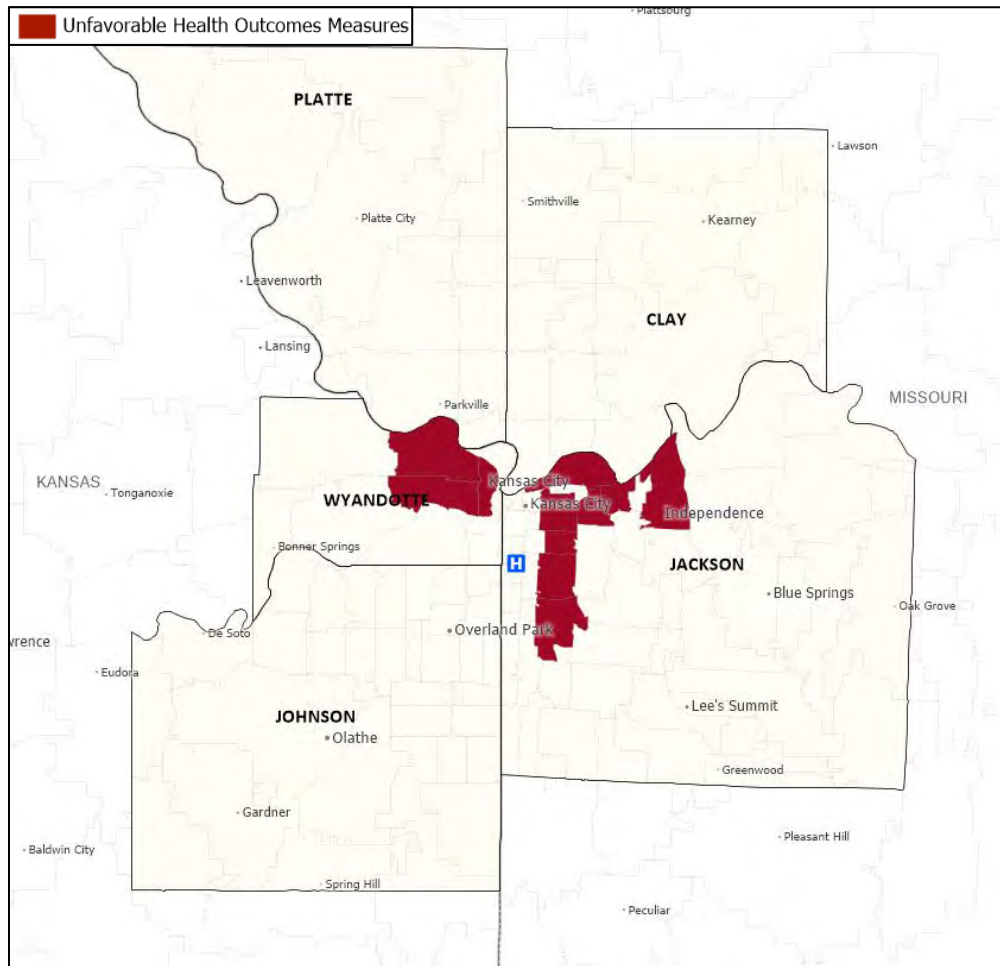 Unfavorable Health Outcomes Measures
Plattsburg
PLATTE
Lawson
Smithville
Platte City
Kearney
Leavenworth
CLAY
Lansing
MISSOURI
Parkville
KANSAS
Tonganoxie
Kansas City
WYANDOTTE
Kansas City
Independence
Bonner Springs
H
JACKSON
Blue Springs
Oak Grove
De Soto
Overland Park
wrence
Eudora
Lee's Summit
JOHNSON
Olathe
Greenwood
Gardner
Pleasant Hill
Baldwin City
Spring Hill
Peculiar